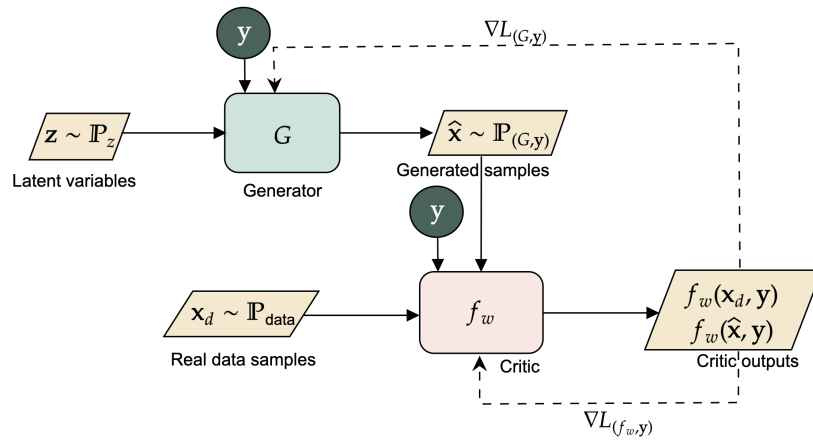 y
∇L_(G,y)
z ∼ ℙ_z
G
x̂ ∼ ℙ_(G,y)
Latent variables
Generator
Generated samples
y
x_d ∼ ℙ_data
f_w
f_w(x_d, y)
f_w(x̂, y)
Real data samples
Critic
Critic outputs
∇L_(f_w,y)